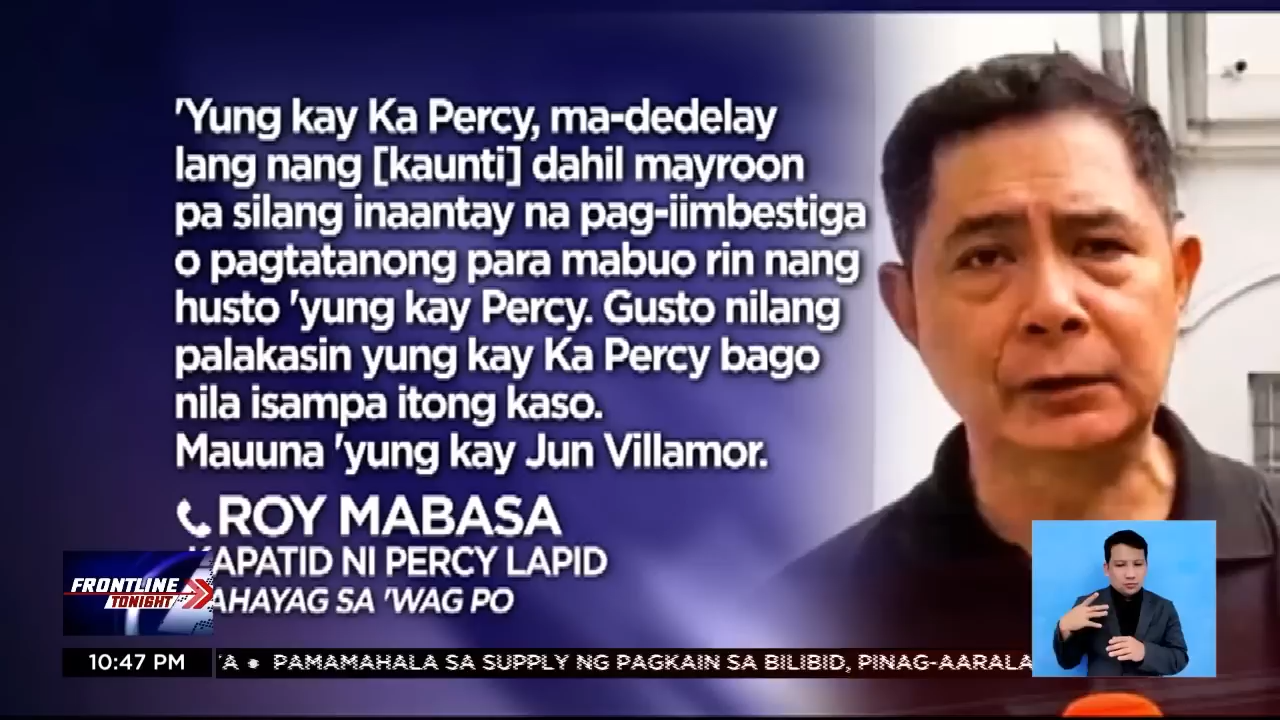 'Yung kay Ka Percy, ma-dedelay
lang nang [kaunti] dahil mayroon
pa silang inaantay na pag-iimbestiga
o pagtatanong para mabuo rin nang
husto 'yung kay Percy. Gusto nilang
palakasin yung kay Ka Percy bago
nila isampa itong kaso.
Mauuna 'yung kay Jun Villamor.
ROY MABASA
KAPATID NI PERCY LAPID
AHAYAG SA 'WAG PO
FRONTLINE
TONIGHT
10:47 PM
'A • PAMAMAHALA SA SUPPLY NG PAGKAIN SA BILIBID, PINAG-AARALA